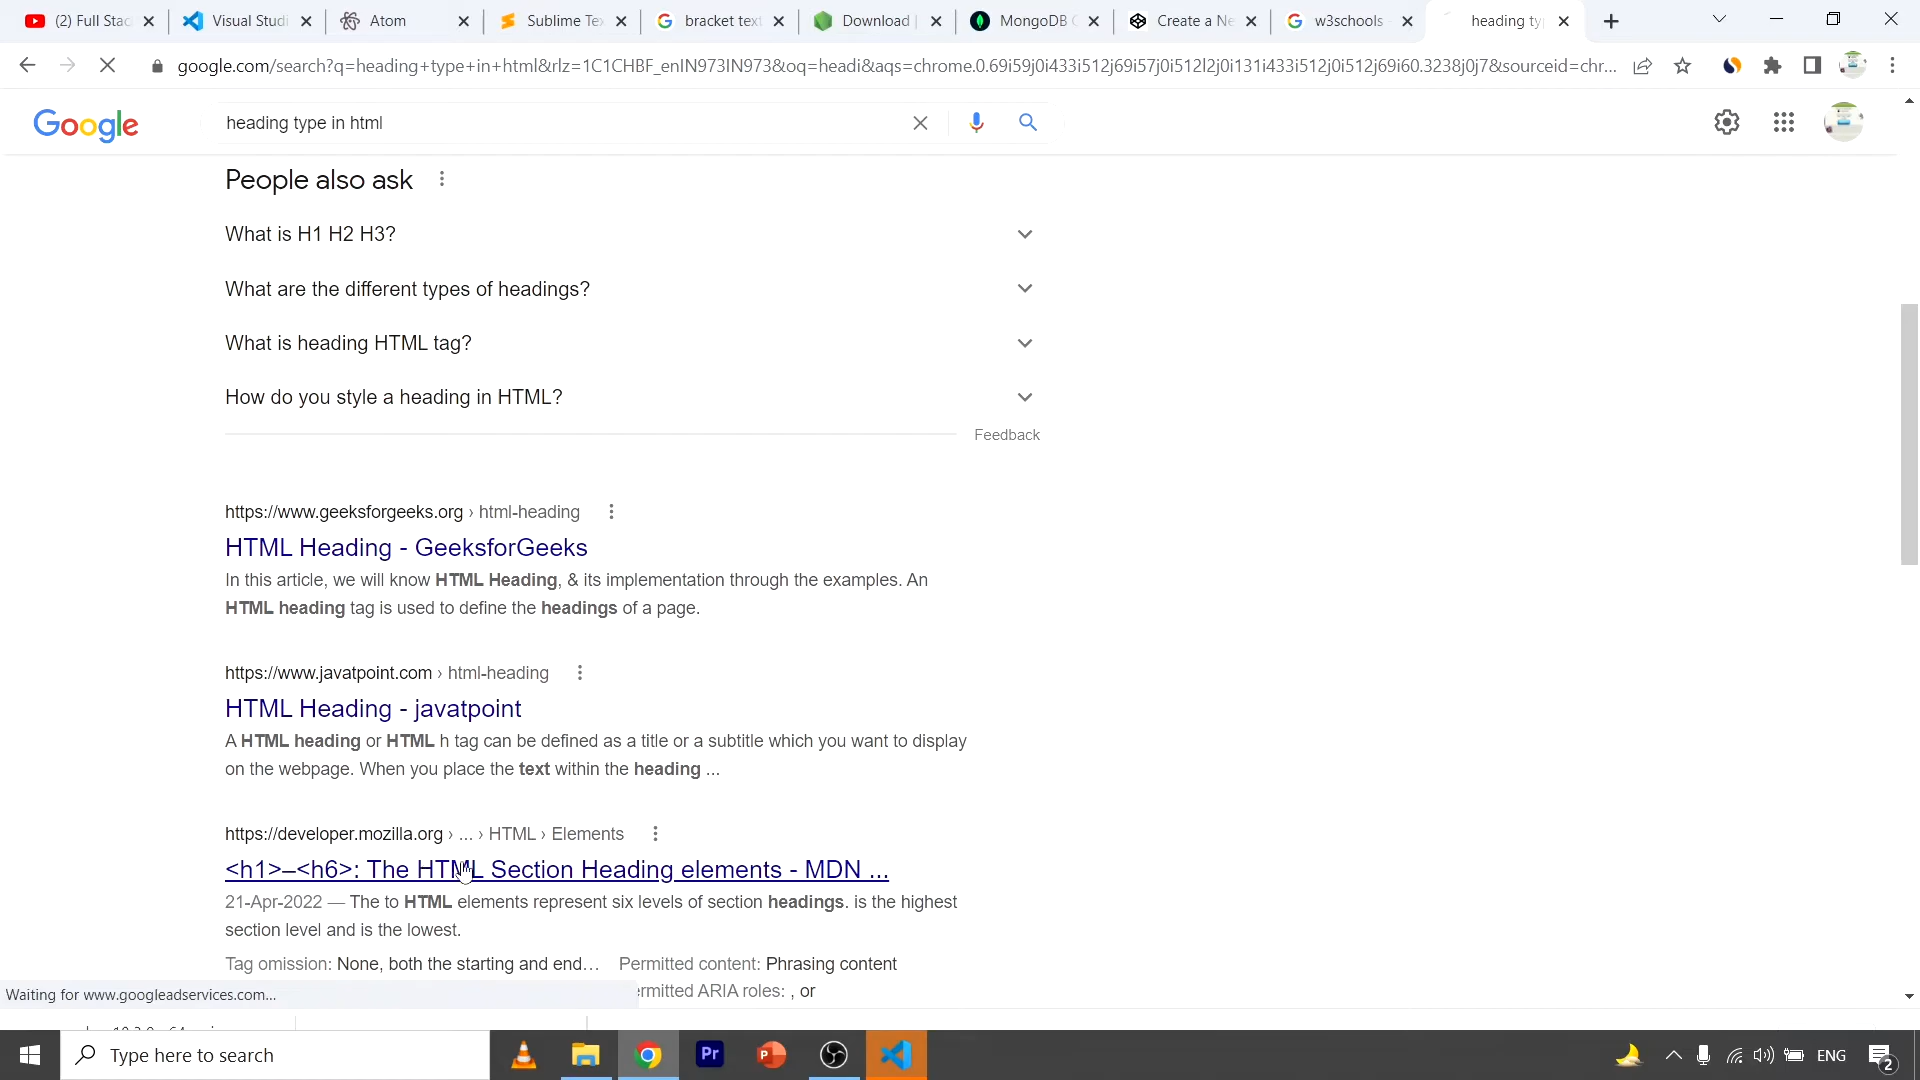 (2) Full Stac
Visual Studi
Atom
Sublime Te
bracket text
Download |
MongoDB C
Create a Ne
w3schools -
heading ty
google.com/search?q=heading+type+in+html&rlz=1C1CHBF_enIN973IN973&oq=headi&aqs=chrome.0.69i59j0i433i512j69i57j0i512l2j0i131i433i512j0i512j69i60.3238j0j7&sourceid=chr...
Google
heading type in html
People also ask
What is H1 H2 H3?
What are the different types of headings?
What is heading HTML tag?
How do you style a heading in HTML?
Feedback
https://www.geeksforgeeks.org › html-heading
HTML Heading - GeeksforGeeks
In this article, we will know HTML Heading, & its implementation through the examples. An
HTML heading tag is used to define the headings of a page.
https://www.javatpoint.com › html-heading
HTML Heading - javatpoint
A HTML heading or HTML h tag can be defined as a title or a subtitle which you want to display
on the webpage. When you place the text within the heading ...
https://developer.mozilla.org › ... › HTML › Elements
<h1>–<h6>: The HTML Section Heading elements - MDN ...
21-Apr-2022 — The to HTML elements represent six levels of section headings. is the highest
section level and is the lowest.
Tag omission: None, both the starting and end… Permitted content: Phrasing content
ermitted ARIA roles: , or
Waiting for www.googleadservices.com...
Type here to search
Pr
P
ENG
2